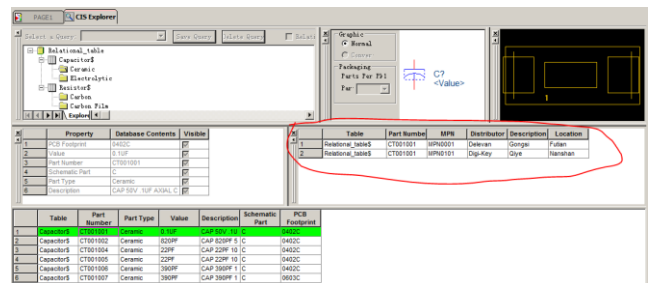 PAGE1 CIS Explorer
Select a Query Save Query Delete Query
Relational_table
Capacitor$
Ceramic
Electrolytic
Resistor$
Carbon
Carbon Film
Explore
Graphic
Normal
Convert
Packaging
Parts Per Pkg
Part
C?
<Value>
1
Property Database Contents Visible
1 PCB Footprint 0402C
2 Value 0.1UF
3 Part Number CT001001
4 Schematic Part C
5 Part Type Ceramic
6 Description CAP 50V .1UF AXIAL C
Table Part Number MPN Distributor Description Location
1 Relational_table$ CT001001 MPN0001 Delevan Gongsi Futian
2 Relational_table$ CT001001 MPN0101 Digi-Key Qiye Nanshan
Table Part Number Part Type Value Description Schematic Part PCB Footprint
1 Capacitor$ CT001001 Ceramic 0.1UF CAP 50V .1U C 0402C
2 Capacitor$ CT001002 Ceramic 820PF CAP 820PF 5 C 0402C
3 Capacitor$ CT001004 Ceramic 22PF CAP 22PF 10 C 0402C
4 Capacitor$ CT001005 Ceramic 22PF CAP 22PF 10 C 0402C
5 Capacitor$ CT001006 Ceramic 390PF CAP 390PF 1 C 0402C
6 Capacitor$ CT001007 Ceramic 390PF CAP 390PF 1 C 0603C